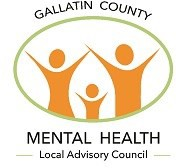 GALLATIN COUNTY
MENTAL HEALTH
Local Advisory Council